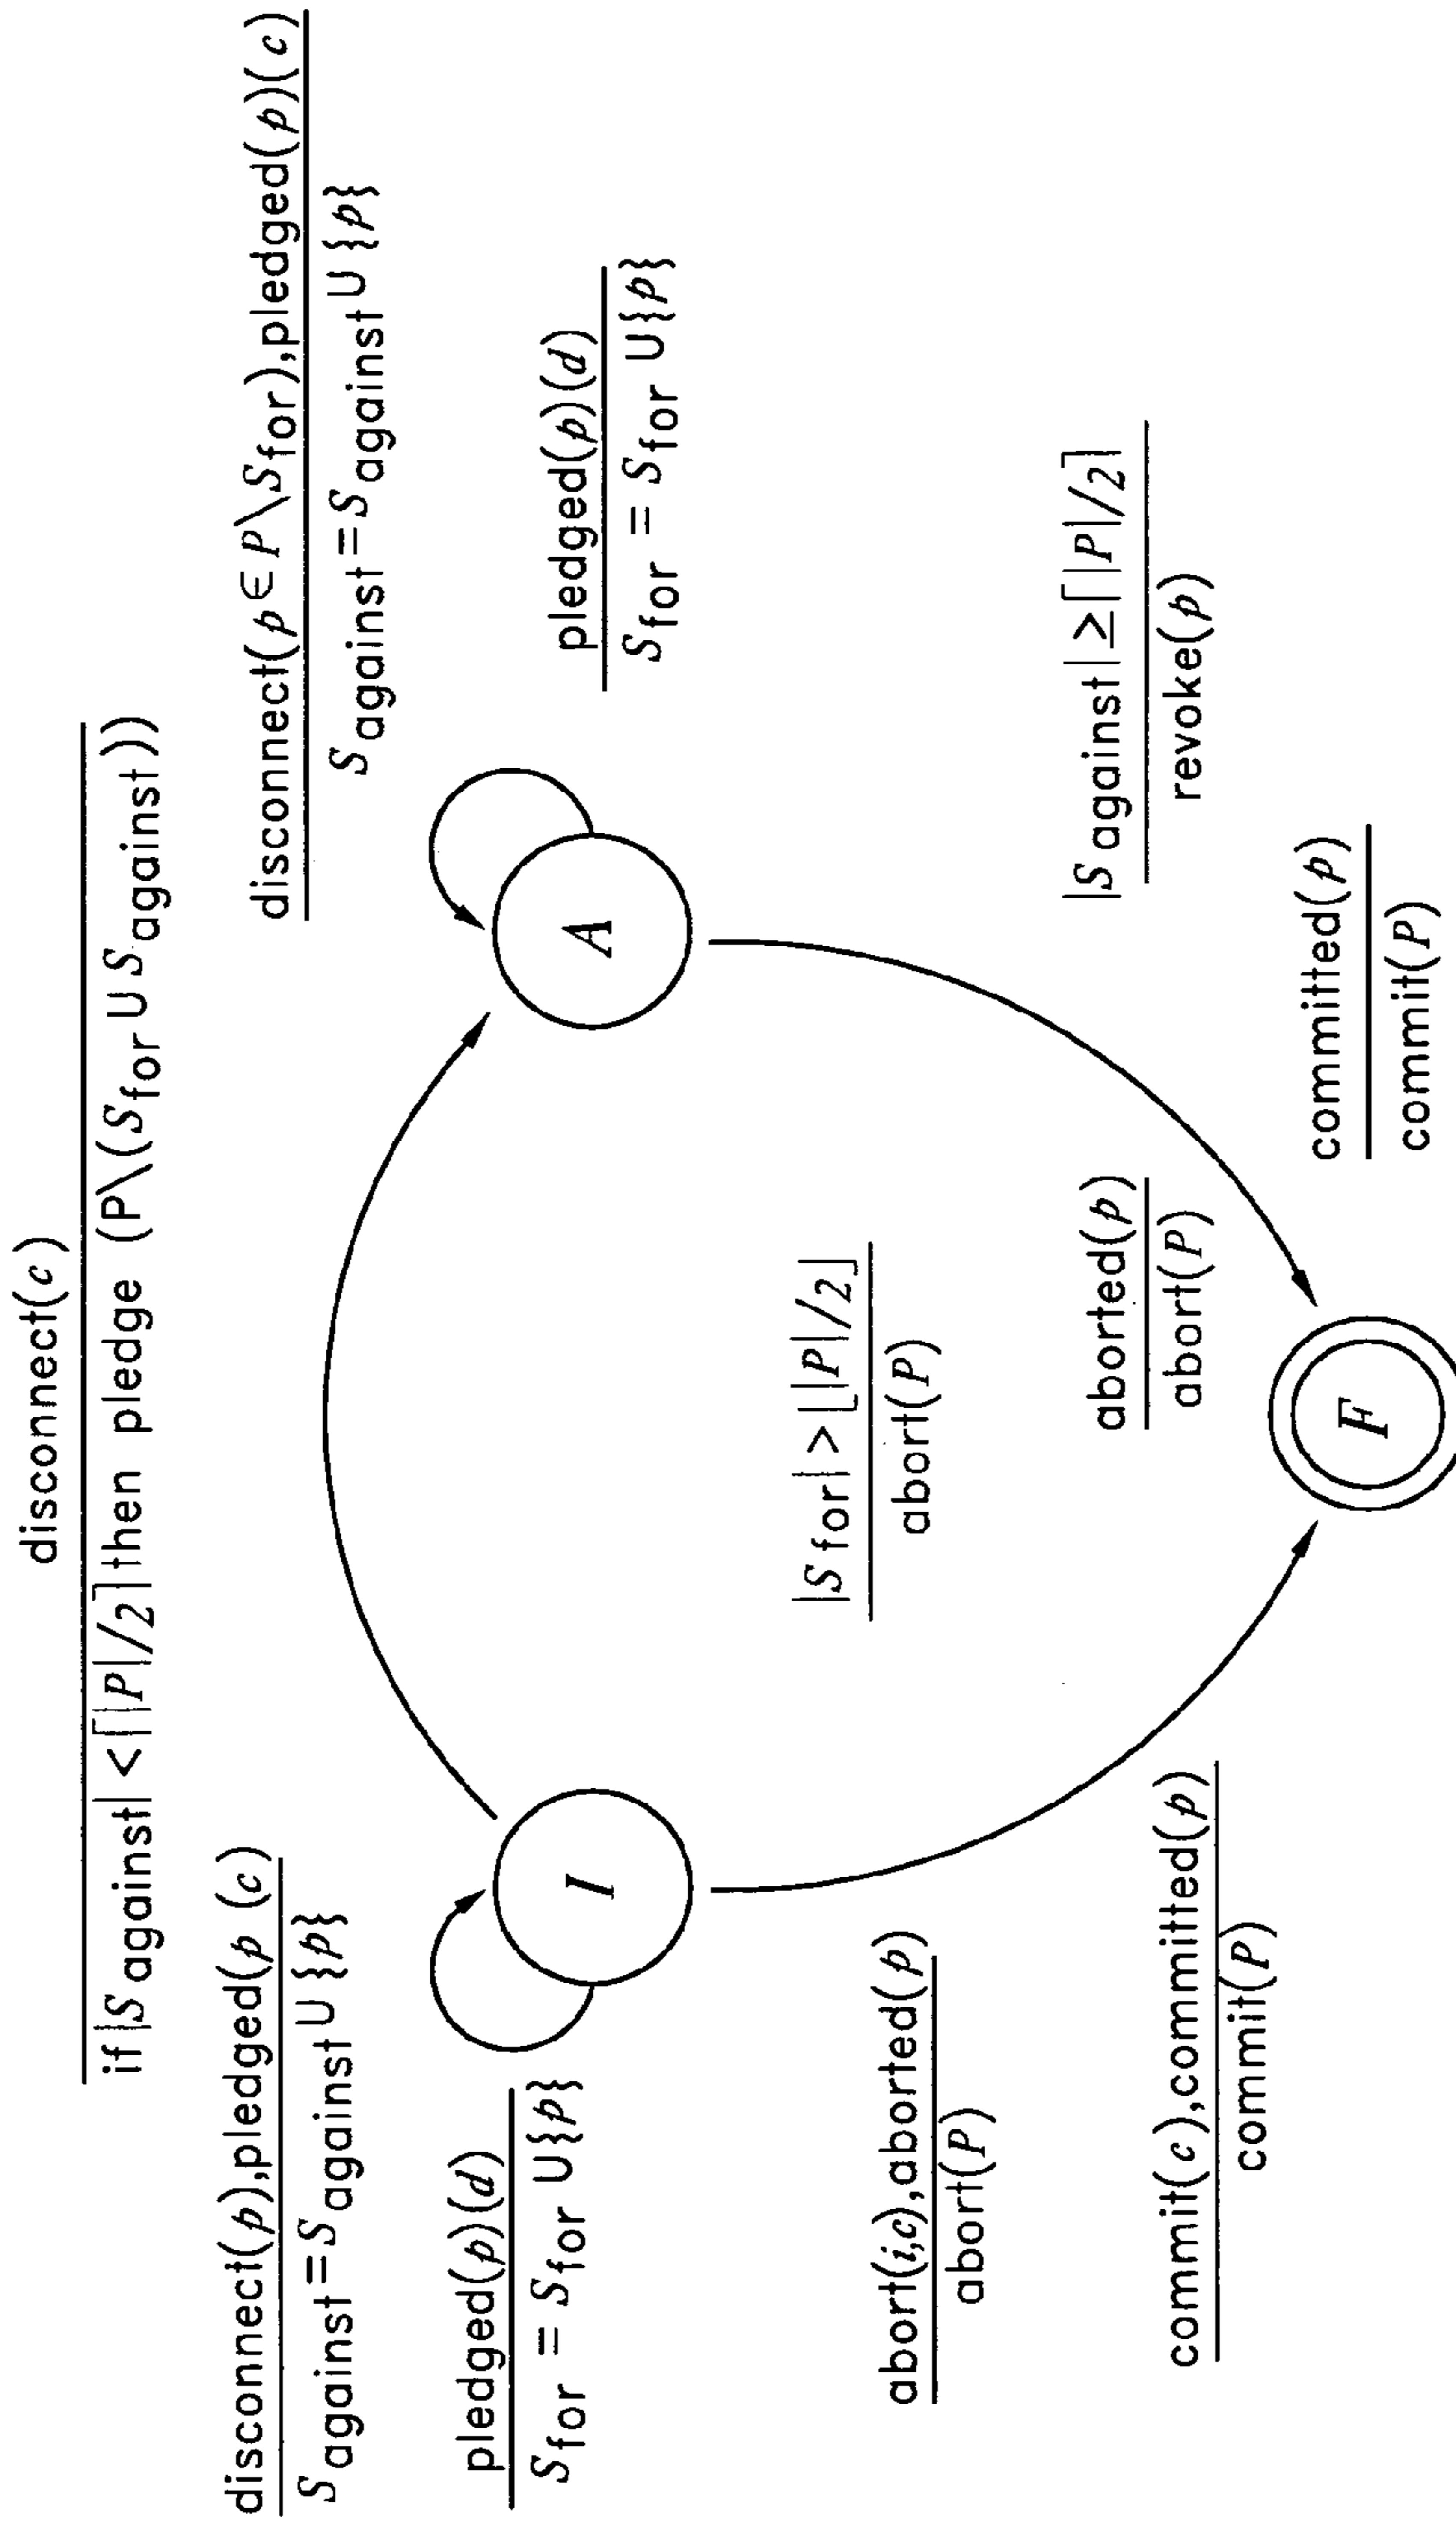 disconnect(c)
if |S against| < ⌈|P|/2⌉ then pledge (P\(S for U S against))
disconnect(p),pledged(p (c)
S against = S against U {p}
pledged(p)(d)
S for = S for U{p}
disconnect(p ∈ P\S for),pledged(p)(c)
S against = S against U {p}
pledged(p)(d)
S for = S for U{p}
I
A
|S for| > ⌊|P|/2⌋
abort(P)
abort(i,c),aborted(p)
abort(P)
commit(c),committed(p)
commit(P)
aborted(p)
abort(P)
|S against| ≥ ⌈|P|/2⌉
revoke(p)
committed(p)
commit(P)
F